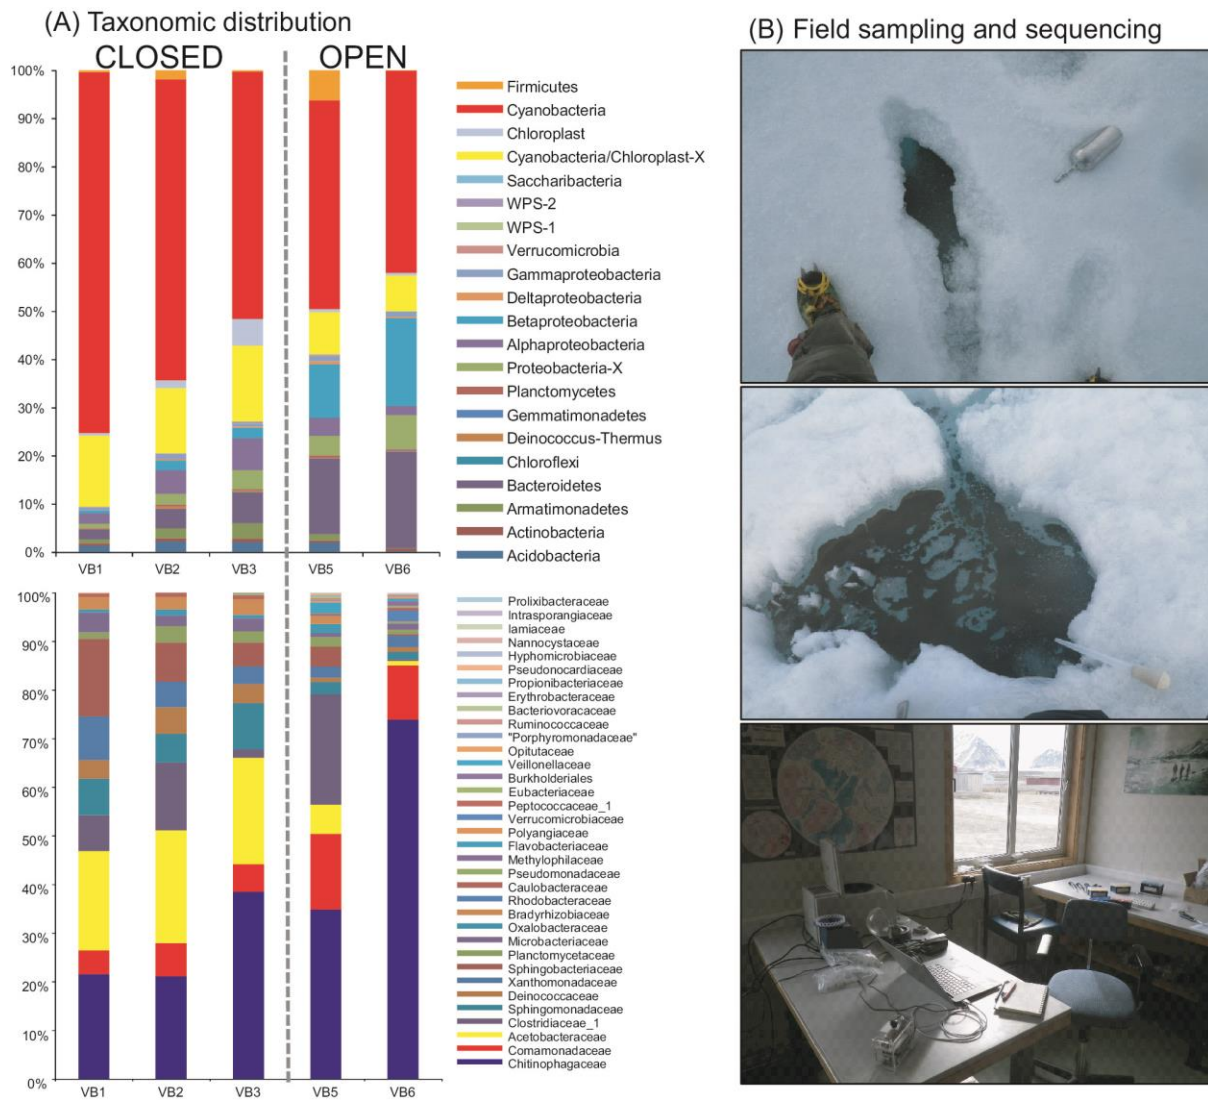 (A) Taxonomic distribution
CLOSED
OPEN
100%
90%
80%
70%
60%
50%
40%
30%
20%
10%
0%
VB1
VB2
VB3
VB5
VB6
Firmicutes
Cyanobacteria
Chloroplast
Cyanobacteria/Chloroplast-X
Saccharibacteria
WPS-2
WPS-1
Verrucomicrobia
Gammaproteobacteria
Deltaproteobacteria
Betaproteobacteria
Alphaproteobacteria
Proteobacteria-X
Planctomycetes
Gemmatimonadetes
Deinococcus-Thermus
Chloroflexi
Bacteroidetes
Armatimonadetes
Actinobacteria
Acidobacteria
100%
90%
80%
70%
60%
50%
40%
30%
20%
10%
0%
VB1
VB2
VB3
VB5
VB6
Prolixibacteraceae
Intrasporangiaceae
Iamiaceae
Nannocystaceae
Hyphomicrobiaceae
Pseudonocardiaceae
Propionibacteriaceae
Erythrobacteraceae
Bacteriovoracaceae
Ruminococcaceae
"Porphyromonadaceae"
Opitutaceae
Veillonellaceae
Burkholderiales
Eubacteriaceae
Peptococcaceae_1
Verrucomicrobiaceae
Polyangiaceae
Flavobacteriaceae
Methylophilaceae
Pseudomonadaceae
Caulobacteraceae
Rhodobacteraceae
Bradyrhizobiaceae
Oxalobacteraceae
Microbacteriaceae
Planctomycetaceae
Sphingobacteriaceae
Xanthomonadaceae
Deinococcaceae
Sphingomonadaceae
Clostridiaceae_1
Acetobacteraceae
Comamonadaceae
Chitinophagaceae
(B) Field sampling and sequencing